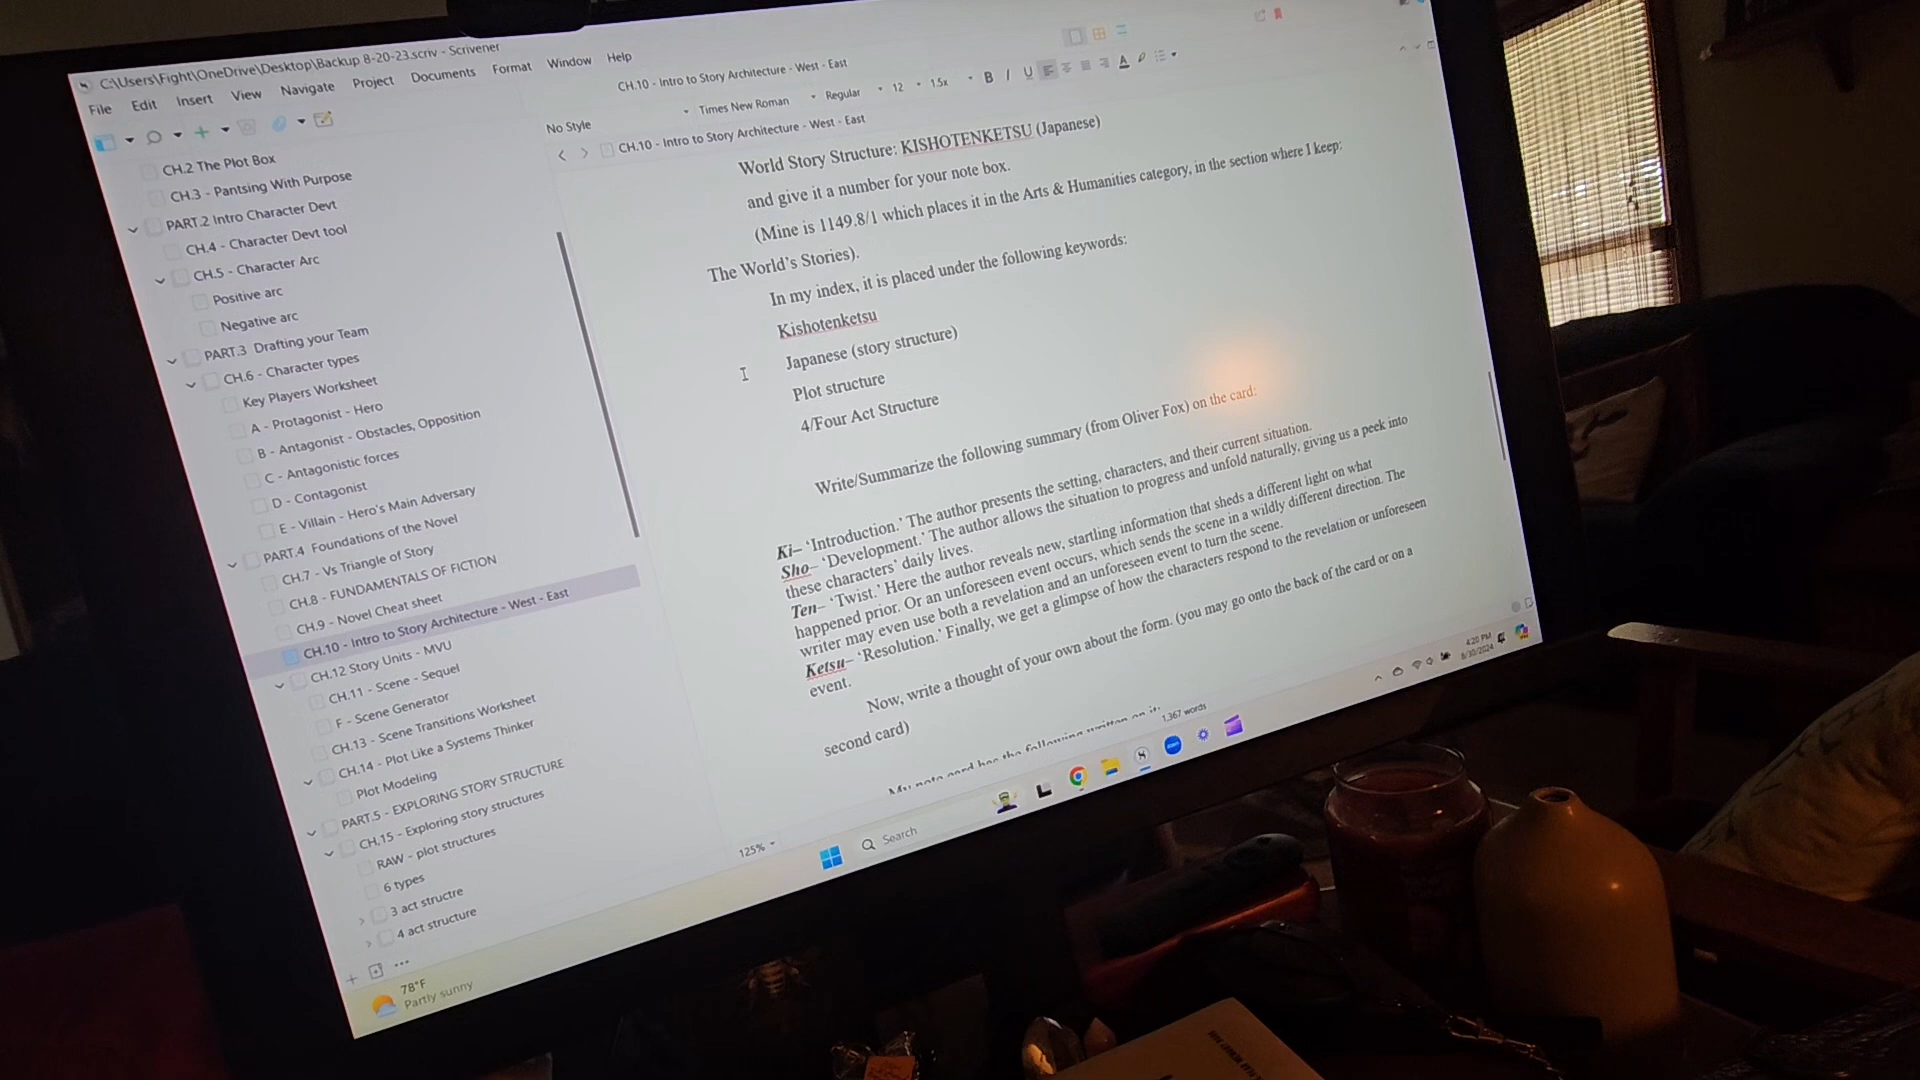 C:\Users\Fight\OneDrive\Desktop\Backup 8-20-23.scriv - Scrivener
File Edit Insert View Navigate Project Documents Format Window Help
CH.10 - Intro to Story Architecture - West - East
No Style Times New Roman Regular 12 1.5x B I U A
CH.10 - Intro to Story Architecture - West - East
CH.2 The Plot Box
CH.3 - Pantsing With Purpose
PART.2 Intro Character Devt
CH.4 - Character Devt tool
CH.5 - Character Arc
Positive arc
Negative arc
PART.3 Drafting your Team
CH.6 - Character types
Key Players Worksheet
A - Protagonist - Hero
B - Antagonist - Obstacles, Opposition
C - Antagonistic forces
D - Contagonist
E - Villain - Hero's Main Adversary
PART.4 Foundations of the Novel
CH.7 - Vs Triangle of Story
CH.8 - FUNDAMENTALS OF FICTION
CH.9 - Novel Cheat sheet
CH.10 - Intro to Story Architecture - West - East
CH.12 Story Units - MVU
CH.11 - Scene - Sequel
F - Scene Generator
CH.13 - Scene Transitions Worksheet
CH.14 - Plot Like a Systems Thinker
Plot Modeling
PART.5 - EXPLORING STORY STRUCTURE
CH.15 - Exploring story structures
RAW - plot structures
6 types
3 act structre
4 act structure
World Story Structure: KISHOTENKETSU (Japanese)
and give it a number for your note box.
(Mine is 1149.8/1 which places it in the Arts & Humanities category, in the section where I keep:
The World's Stories).
In my index, it is placed under the following keywords:
Kishotenketsu
Japanese (story structure)
Plot structure
4/Four Act Structure
Write/Summarize the following summary (from Oliver Fox) on the card:
Ki– ‘Introduction.’ The author presents the setting, characters, and their current situation.
Sho– ‘Development.’ The author allows the situation to progress and unfold naturally, giving us a peek into
these characters’ daily lives.
Ten– ‘Twist.’ Here the author reveals new, startling information that sheds a different light on what
happened prior. Or an unforeseen event occurs, which sends the scene in a wildly different direction. The
writer may even use both a revelation and an unforeseen event to turn the scene.
Ketsu– ‘Resolution.’ Finally, we get a glimpse of how the characters respond to the revelation or unforeseen
event.
Now, write a thought of your own about the form. (you may go onto the back of the card or on a
second card)
My note card has the following written on it:
125% 1,367 words
78°F
Partly sunny
Search
4:20 PM
8/30/2024